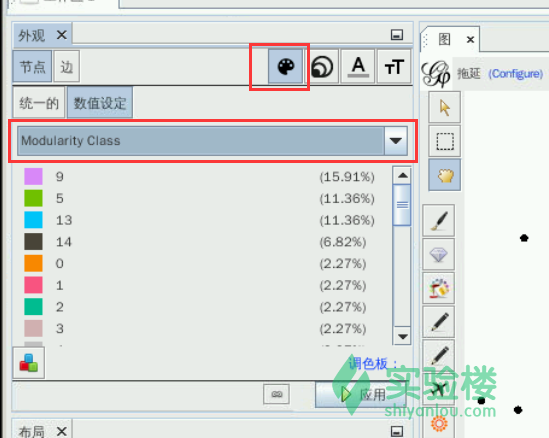 外观 ×
节点 边 A TT
统一的 数值设定
Modularity Class
9 (15.91%)
5 (11.36%)
13 (11.36%)
14 (6.82%)
0 (2.27%)
1 (2.27%)
2 (2.27%)
3 (2.27%)
调色板:
应用
布局 ×
图 ×
拖延 (Configure)
实验楼
shiyanlou.com